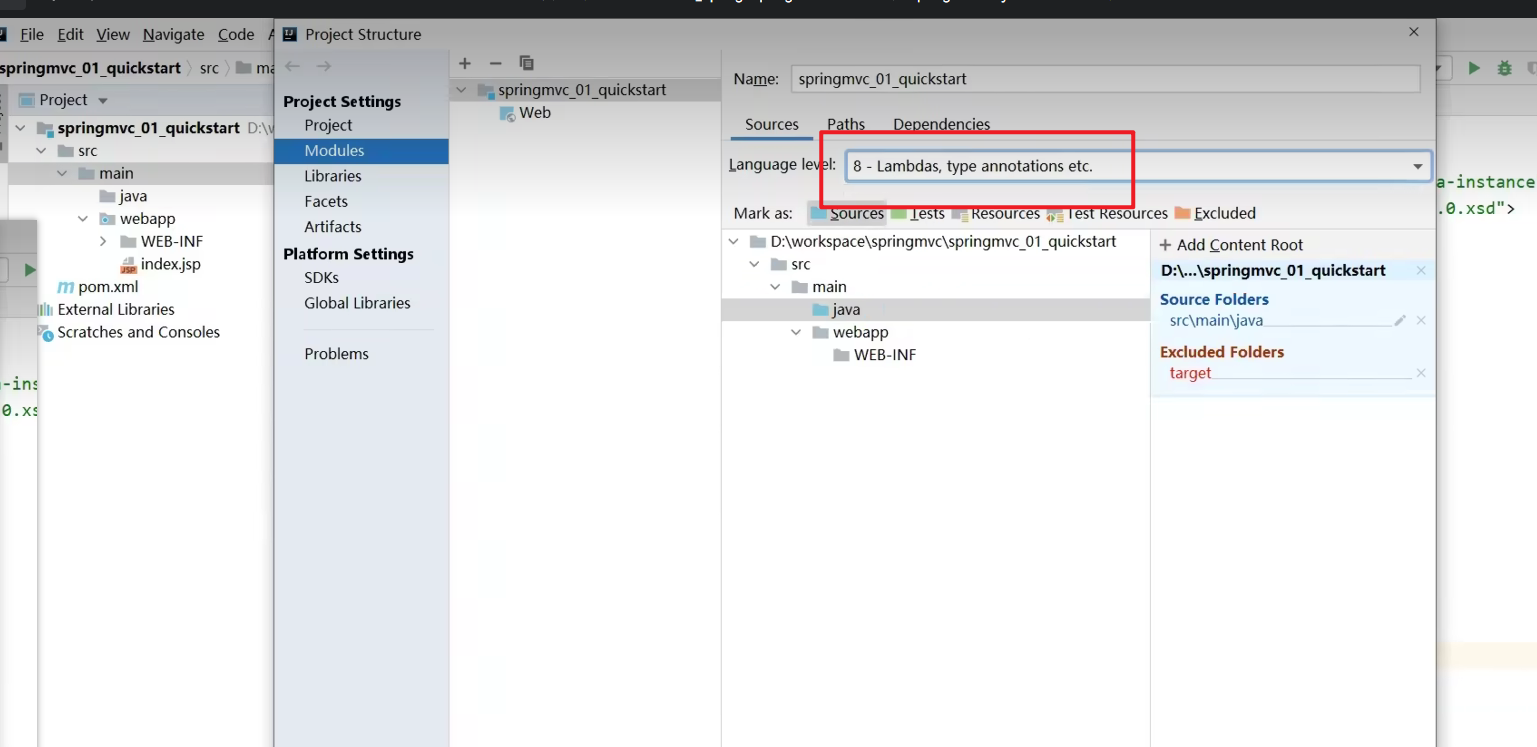 File Edit View Navigate Code
Project Structure
springmvc_01_quickstart src
Project
springmvc_01_quickstart
src
main
java
webapp
WEB-INF
index.jsp
pom.xml
External Libraries
Scratches and Consoles
Project Settings
Project
Modules
Libraries
Facets
Artifacts
Platform Settings
SDKs
Global Libraries
Problems
springmvc_01_quickstart
Web
Name: springmvc_01_quickstart
Sources Paths Dependencies
Language level: 8 - Lambdas, type annotations etc.
Mark as: Sources Tests Resources Test Resources Excluded
D:\workspace\springmvc\springmvc_01_quickstart
src
main
java
webapp
WEB-INF
+ Add Content Root
D:\...\springmvc_01_quickstart
Source Folders
src\main\java
Excluded Folders
target
a-instance
.0.xsd">